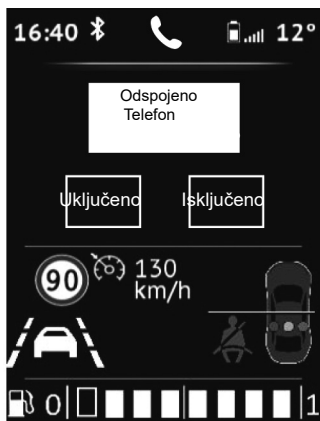 16:40 12°
Odspojeno
Telefon
Uključeno Isključeno
90 130
km/h
0 1